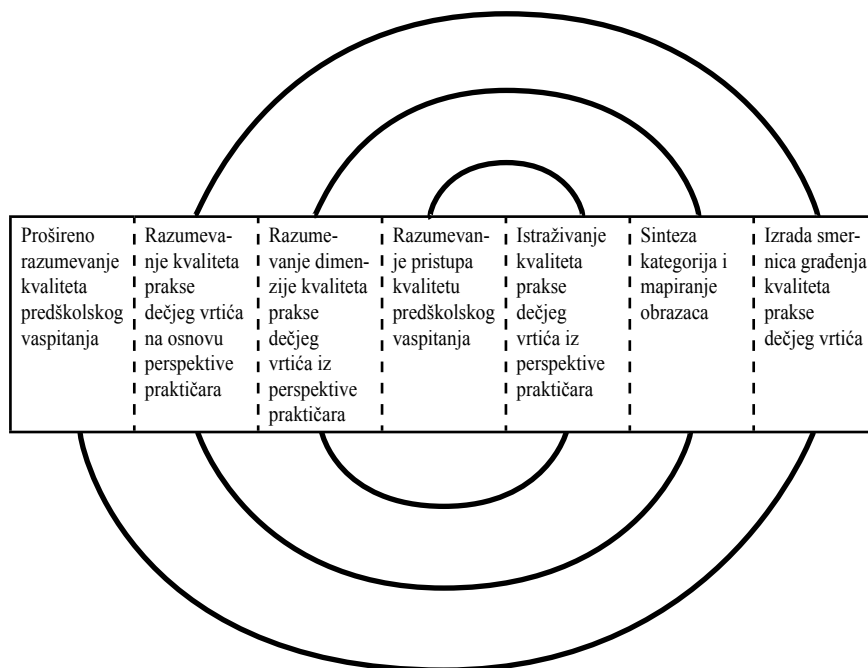 Prošireno
razumevanje
kvaliteta
predškolskog
vaspitanja
Razumeva-
nje kvaliteta
prakse
dečjeg vrtića
na osnovu
perspektive
praktičara
Razume-
vanje dimen-
zije kvaliteta
prakse
dečjeg
vrtića iz
perspektive
praktičara
Razumevan-
je pristupa
kvalitetu
predškolskog
vaspitanja
Istraživanje
kvaliteta
prakse
dečjeg
vrtića iz
perspektive
praktičara
Sinteza
kategorija i
mapiranje
obrazaca
Izrada smer-
nica građenja
kvaliteta
prakse
dečjeg vrtića